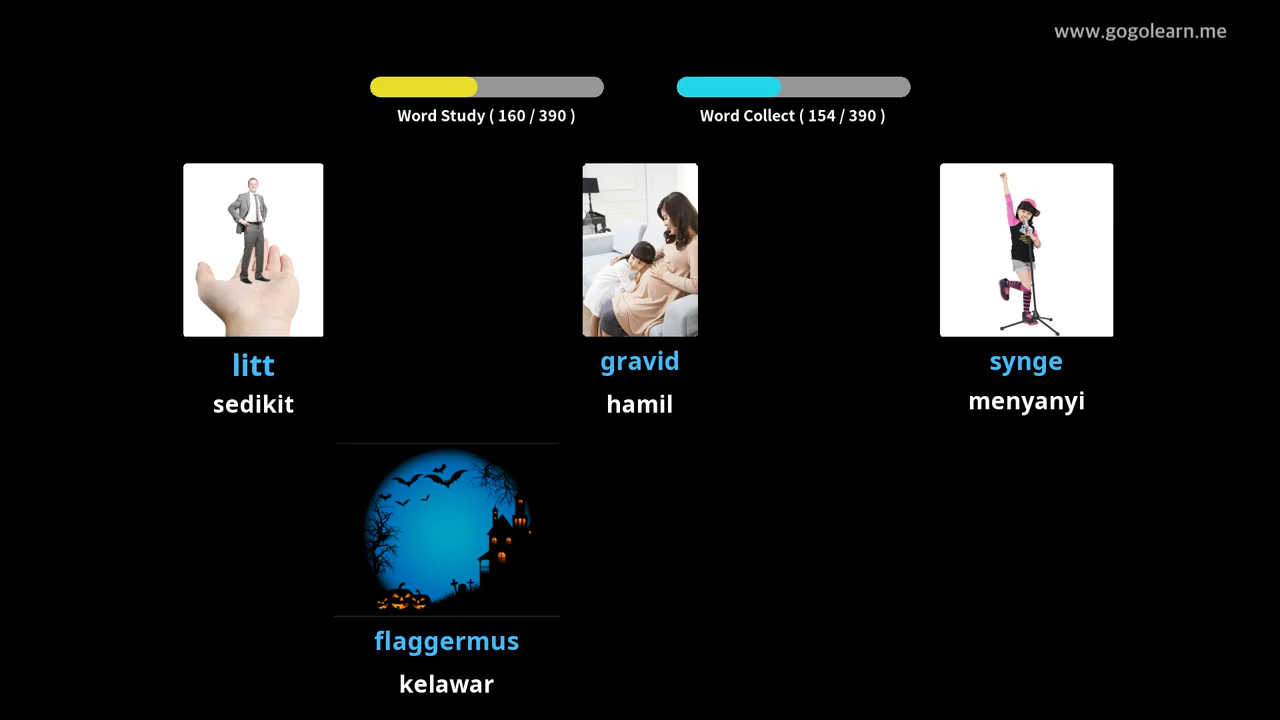 www.gogolearn.me
Word Study ( 160 / 390 )
Word Collect ( 154 / 390 )
litt
sedikit
gravid
hamil
synge
menyanyi
flaggermus
kelawar